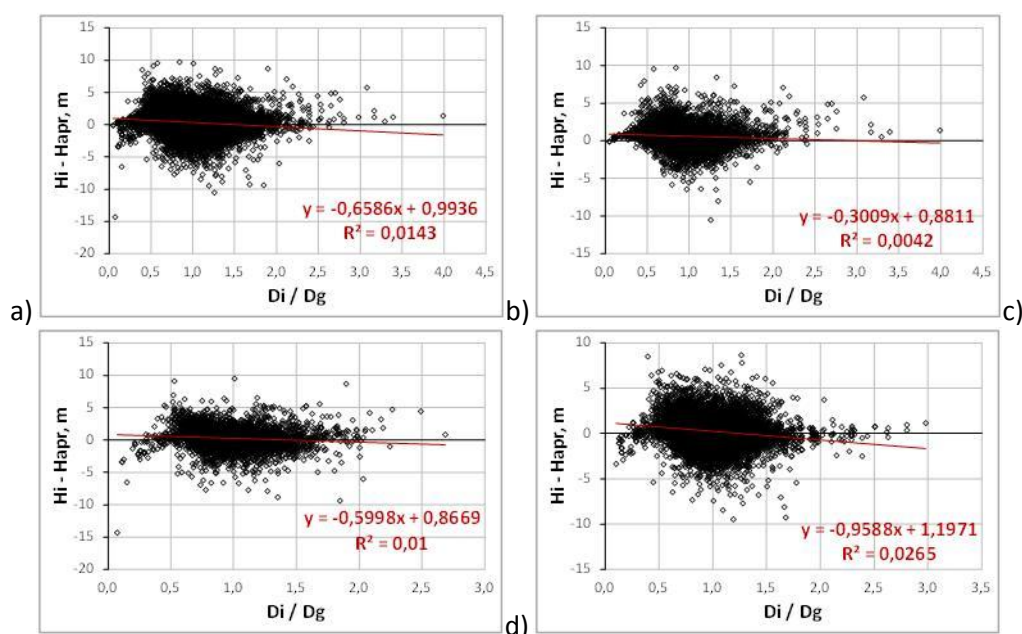 15
10
5
0
-5
-10
-15
-20
Hi - Hapr, m
y = -0,6586x + 0,9936
R² = 0,0143
0,0 0,5 1,0 1,5 2,0 2,5 3,0 3,5 4,0 4,5
Di / Dg
a)
15
10
5
0
-5
-10
-15
Hi - Hapr, m
y = -0,3009x + 0,8811
R² = 0,0042
0,0 0,5 1,0 1,5 2,0 2,5 3,0 3,5 4,0 4,5
Di / Dg
b)
c)
15
10
5
0
-5
-10
-15
-20
Hi - Hapr, m
y = -0,5998x + 0,8669
R² = 0,01
0,0 0,5 1,0 1,5 2,0 2,5 3,0
Di / Dg
d)
10
5
0
-5
-10
-15
Hi - Hapr, m
y = -0,9588x + 1,1971
R² = 0,0265
0,0 0,5 1,0 1,5 2,0 2,5 3,0 3,5
Di / Dg